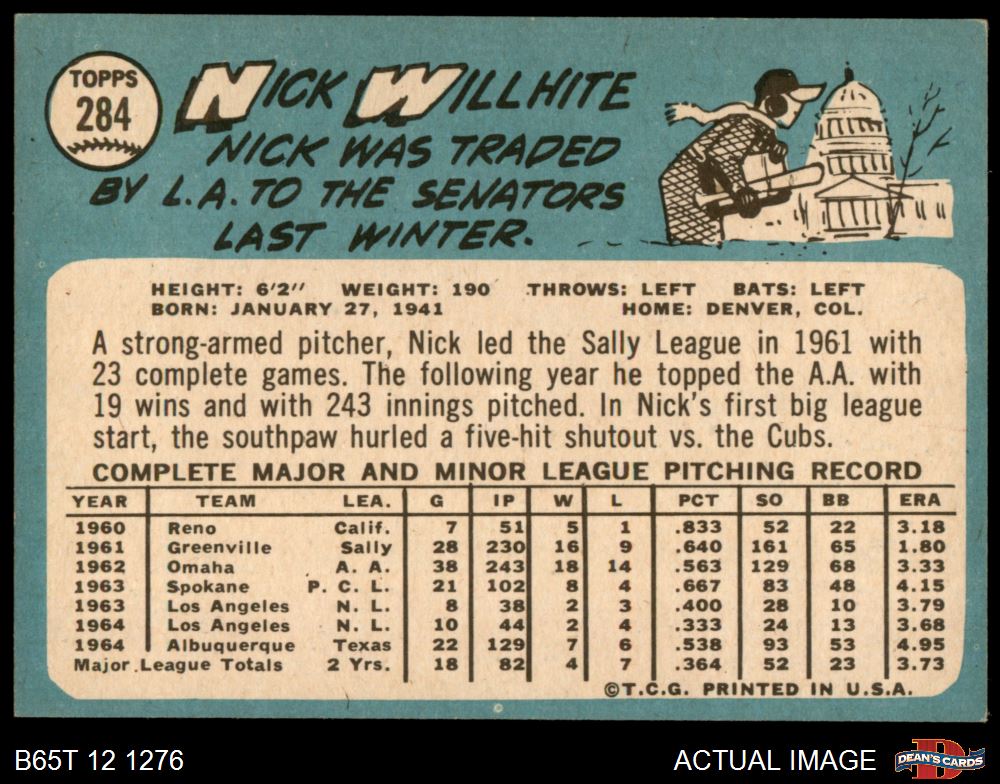 TOPPS
284
NICK WILLHITE
NICK WAS TRADED
BY L.A. TO THE SENATORS
LAST WINTER.
HEIGHT: 6'2" WEIGHT: 190 THROWS: LEFT BATS: LEFT
BORN: JANUARY 27, 1941 HOME: DENVER, COL.
A strong-armed pitcher, Nick led the Sally League in 1961 with
23 complete games. The following year he topped the A.A. with
19 wins and with 243 innings pitched. In Nick's first big league
start, the southpaw hurled a five-hit shutout vs. the Cubs.
COMPLETE MAJOR AND MINOR LEAGUE PITCHING RECORD
YEAR TEAM LEA. G IP W L PCT SO BB ERA
1960 Reno Calif. 7 51 5 1 .833 52 22 3.18
1961 Greenville Sally 28 230 16 9 .640 161 65 1.80
1962 Omaha A. A. 38 243 18 14 .563 129 68 3.33
1963 Spokane P. C. L. 21 102 8 4 .667 83 48 4.15
1963 Los Angeles N. L. 8 38 2 3 .400 28 10 3.79
1964 Los Angeles N. L. 10 44 2 4 .333 24 13 3.68
1964 Albuquerque Texas 22 129 7 6 .538 93 53 4.95
Major League Totals 2 Yrs. 18 82 4 7 .364 52 23 3.73
©T.C.G. PRINTED IN U.S.A.
B65T 12 1276 ACTUAL IMAGE DEAN'S CARDS